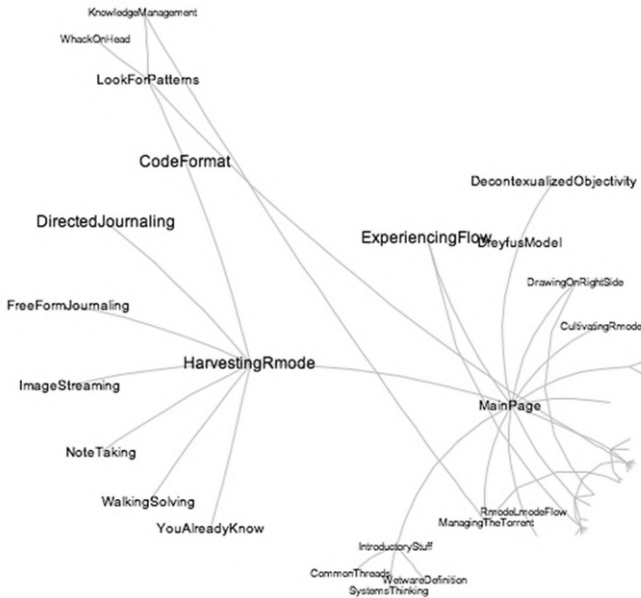 KnowledgeManagement
WhackOnHead
LookForPatterns
CodeFormat
DecontexualizedObjectivity
DirectedJournaling
ExperiencingFlow
DreyfusModel
DrawingOnRightSide
FreeFormJournaling
CultivatingRmode
HarvestingRmode
ImageStreaming
MainPage
NoteTaking
WalkingSolving
RmodeLmodeFlow
ManagingTheTorrent
YouAlreadyKnow
IntroductoryStuff
CommonThreads
WetwareDefinition
SystemsThinking